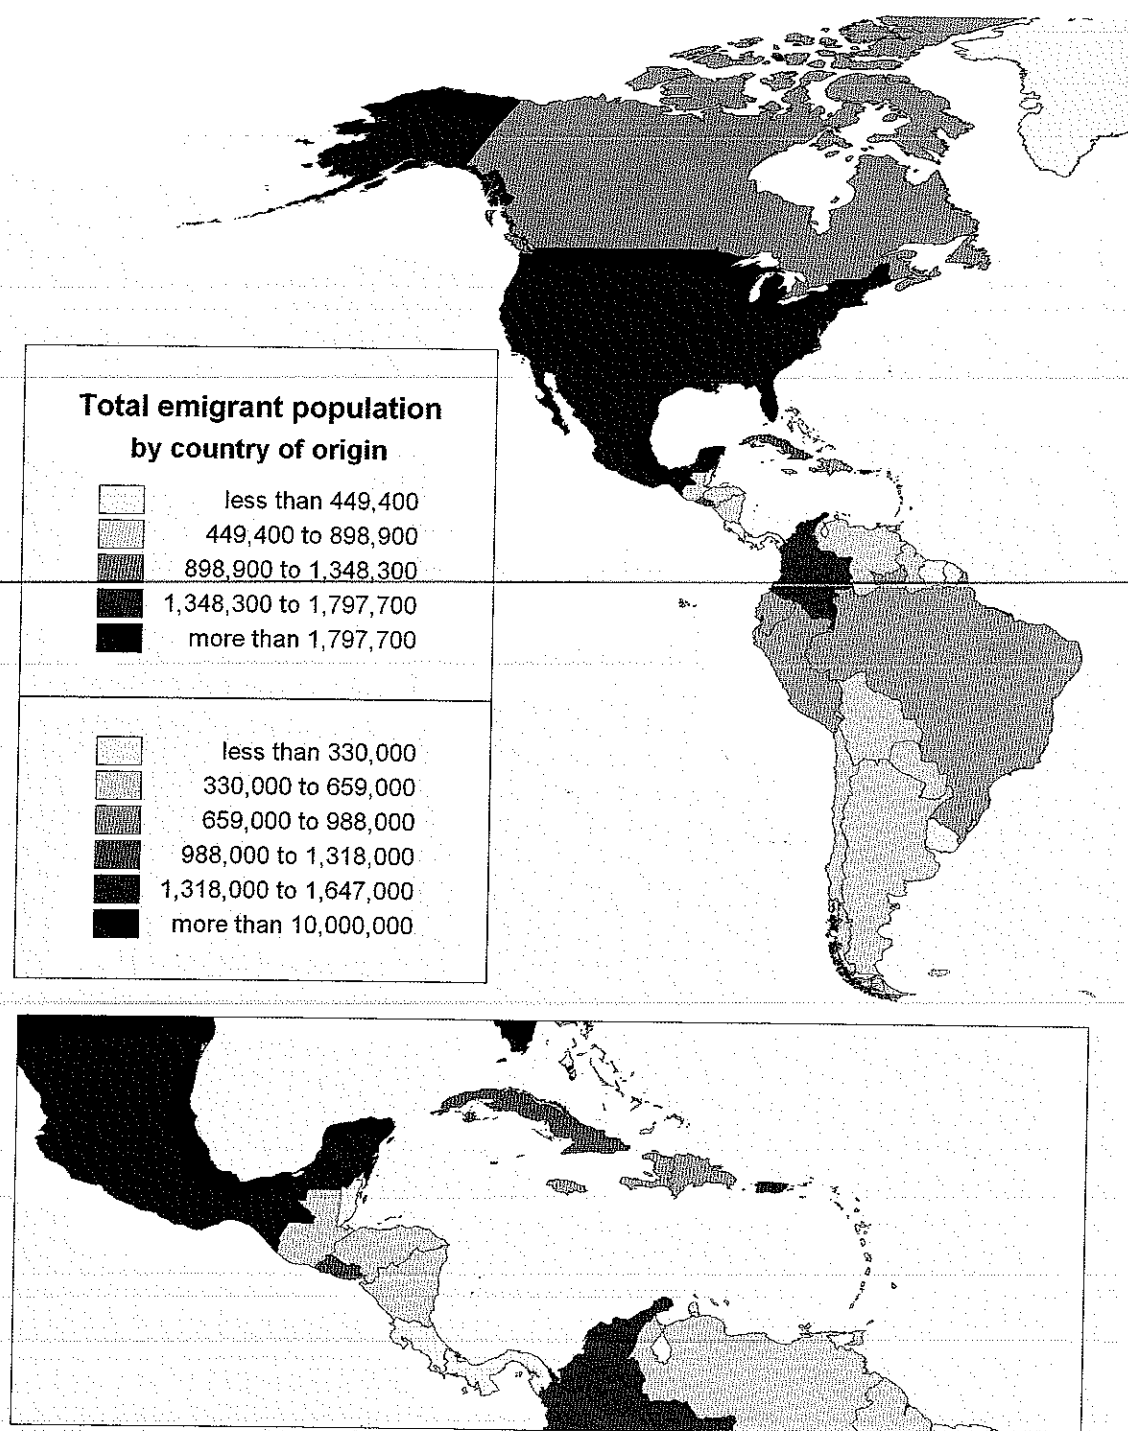 Total emigrant population
by country of origin
less than 449,400
449,400 to 898,900
898,900 to 1,348,300
1,348,300 to 1,797,700
more than 1,797,700
less than 330,000
330,000 to 659,000
659,000 to 988,000
988,000 to 1,318,000
1,318,000 to 1,647,000
more than 10,000,000